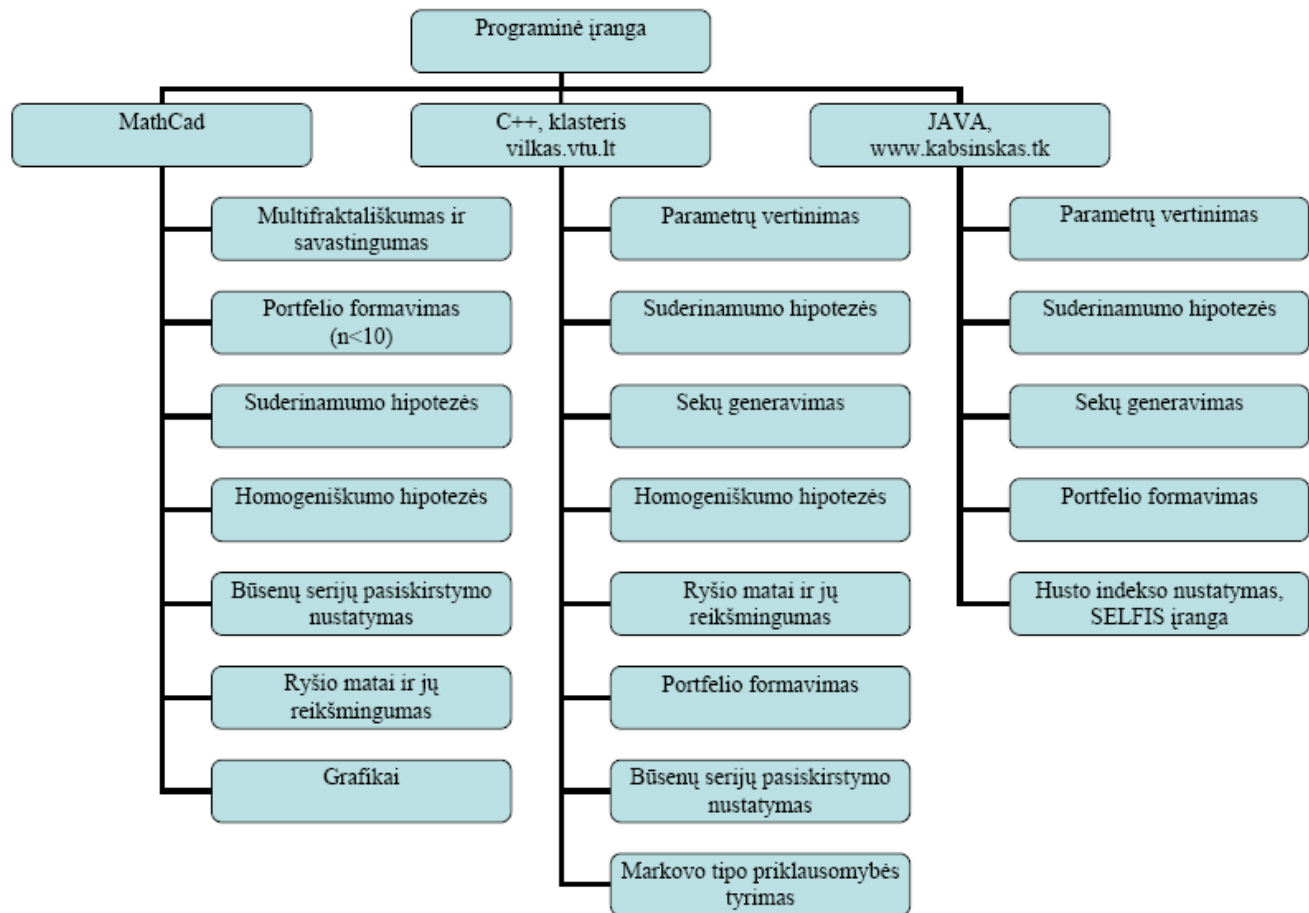 Programinė įranga
MathCad
C++, klasteris
vilkas.vtu.lt
JAVA,
www.kabsinskas.tk
Multifraktališkumas ir
savastingumas
Portfelio formavimas
(n<10)
Suderinamumo hipotezės
Homogeniškumo hipotezės
Būsenų serijų pasiskirstymo
nustatymas
Ryšio matai ir jų
reikšmingumas
Grafikai
Parametrų vertinimas
Suderinamumo hipotezės
Sekų generavimas
Homogeniškumo hipotezės
Ryšio matai ir jų
reikšmingumas
Portfelio formavimas
Būsenų serijų pasiskirstymo
nustatymas
Markovo tipo priklausomybės
tyrimas
Parametrų vertinimas
Suderinamumo hipotezės
Sekų generavimas
Portfelio formavimas
Husto indekso nustatymas,
SELFIS įranga